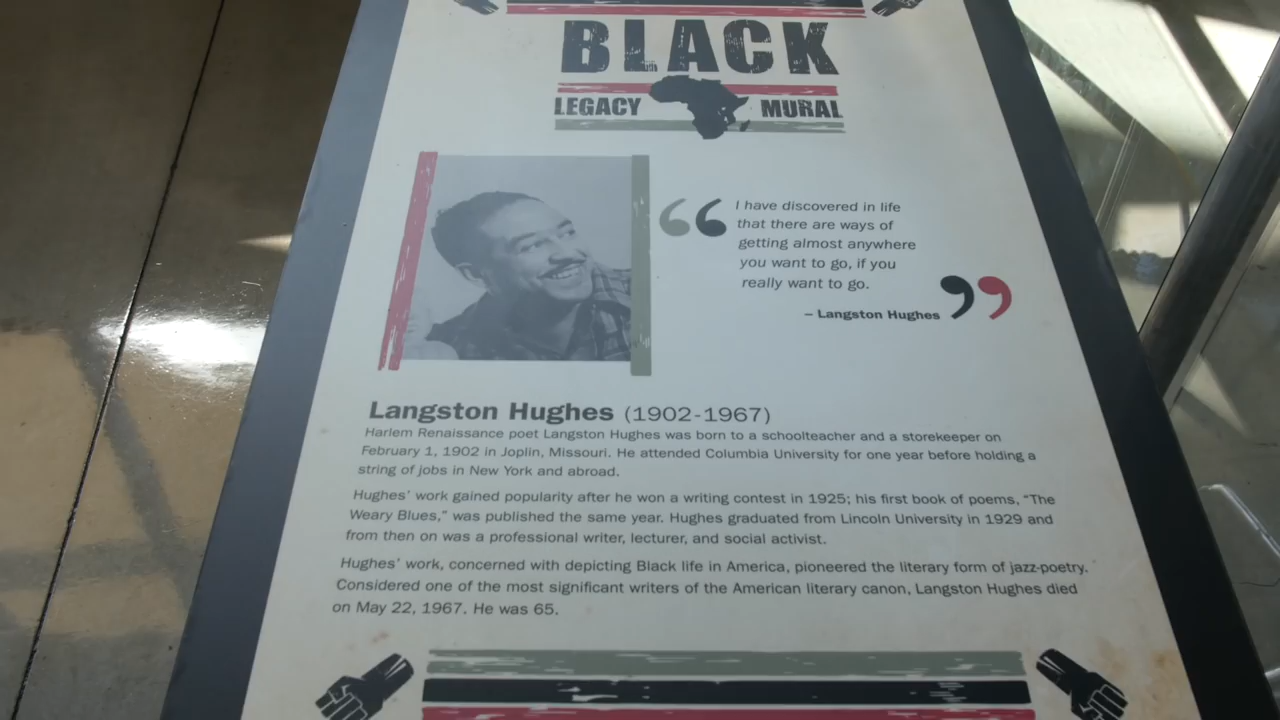 BLACK
LEGACY MURAL
“ I have discovered in life
that there are ways of
getting almost anywhere
you want to go, if you
really want to go. ”
– Langston Hughes
Langston Hughes (1902-1967)
Harlem Renaissance poet Langston Hughes was born to a schoolteacher and a storekeeper on
February 1, 1902 in Joplin, Missouri. He attended Columbia University for one year before holding a
string of jobs in New York and abroad.
Hughes' work gained popularity after he won a writing contest in 1925; his first book of poems, “The
Weary Blues,” was published the same year. Hughes graduated from Lincoln University in 1929 and
from then on was a professional writer, lecturer, and social activist.
Hughes' work, concerned with depicting Black life in America, pioneered the literary form of jazz-poetry.
Considered one of the most significant writers of the American literary canon, Langston Hughes died
on May 22, 1967. He was 65.